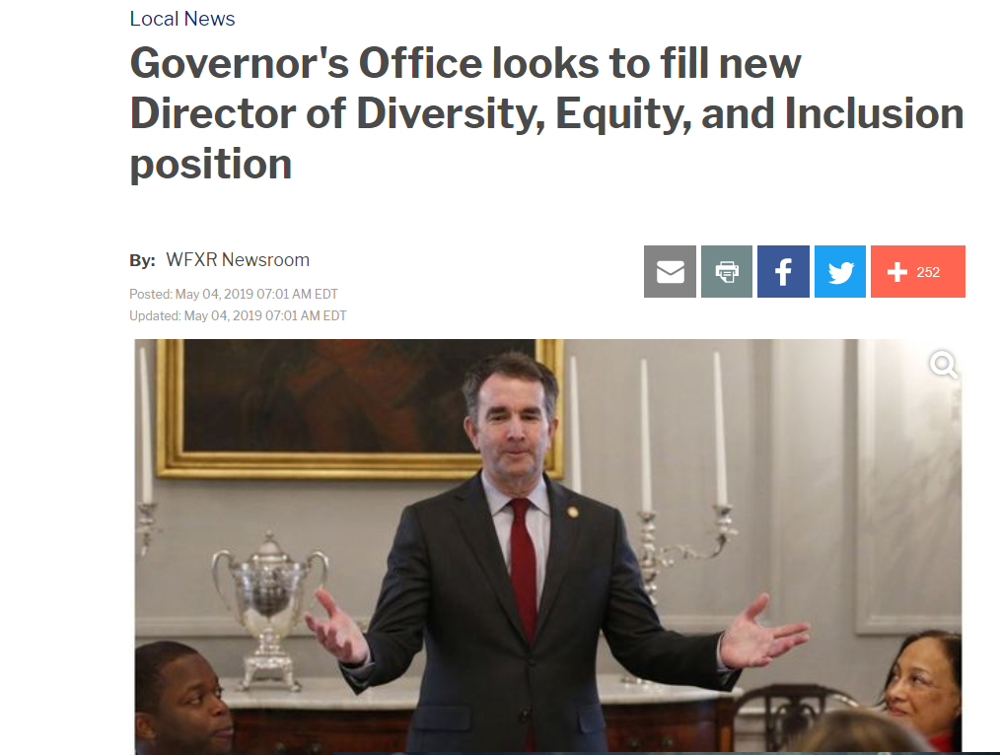 Local News
Governor's Office looks to fill new
Director of Diversity, Equity, and Inclusion
position
By: WFXR Newsroom
Posted: May 04, 2019 07:01 AM EDT
Updated: May 04, 2019 07:01 AM EDT
252